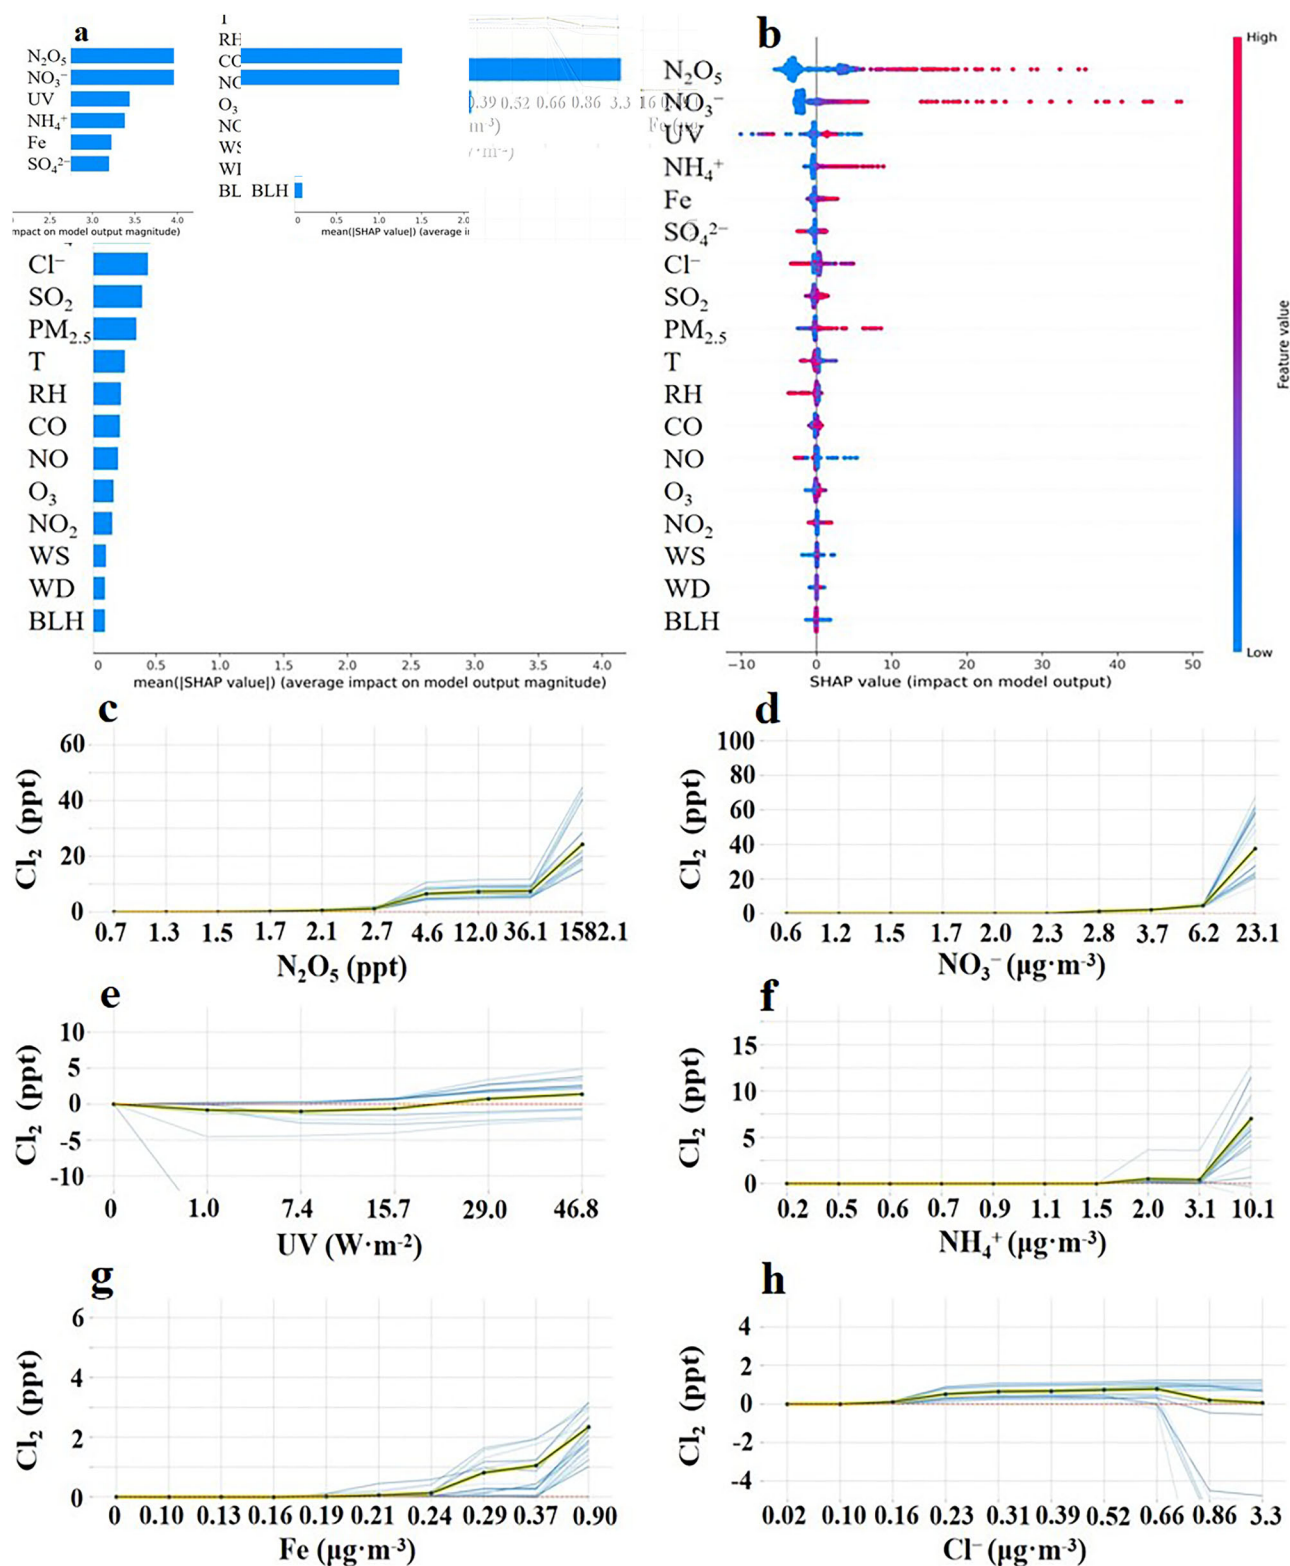 a
N₂O₅
NO₃⁻
UV
NH₄⁺
Fe
SO₄²⁻
2.5 3.0 3.5 4.0
mpact on model output magnitude)
T
RH
CC
NC
O₃
NC
WS
BL BLH
0 0.5 1.0 1.5 2.0
mean(|SHAP value|) (average i
0.39 0.52 0.66 0.86 3.3 16
m⁻³)
Cl⁻
SO₂
PM₂.₅
T
RH
CO
NO
O₃
NO₂
WS
WD
BLH
0 0.5 1.0 1.5 2.0 2.5 3.0 3.5 4.0
mean(|SHAP value|) (average impact on model output magnitude)
b
N₂O₅
NO₃⁻
UV
NH₄⁺
Fe
SO₄²⁻
Cl⁻
SO₂
PM₂.₅
T
RH
CO
NO
O₃
NO₂
WS
WD
BLH
−10 0 10 20 30 40 50
SHAP value (impact on model output)
High
Feature value
Low
c
Cl₂ (ppt)
60
40
20
0
0.7 1.3 1.5 1.7 2.1 2.7 4.6 12.0 36.1 1582.1
N₂O₅ (ppt)
d
Cl₂ (ppt)
100
80
60
40
20
0
0.6 1.2 1.5 1.7 2.0 2.3 2.8 3.7 6.2 23.1
NO₃⁻ (μg·m⁻³)
e
Cl₂ (ppt)
10
5
0
-5
-10
0 1.0 7.4 15.7 29.0 46.8
UV (W·m⁻²)
f
Cl₂ (ppt)
15
10
5
0
0.2 0.5 0.6 0.7 0.9 1.1 1.5 2.0 3.1 10.1
NH₄⁺ (μg·m⁻³)
g
Cl₂ (ppt)
6
4
2
0
0 0.10 0.13 0.16 0.19 0.21 0.24 0.29 0.37 0.90
Fe (μg·m⁻³)
h
Cl₂ (ppt)
4
2
0
-2
-4
0.02 0.10 0.16 0.23 0.31 0.39 0.52 0.66 0.86 3.3
Cl⁻ (μg·m⁻³)